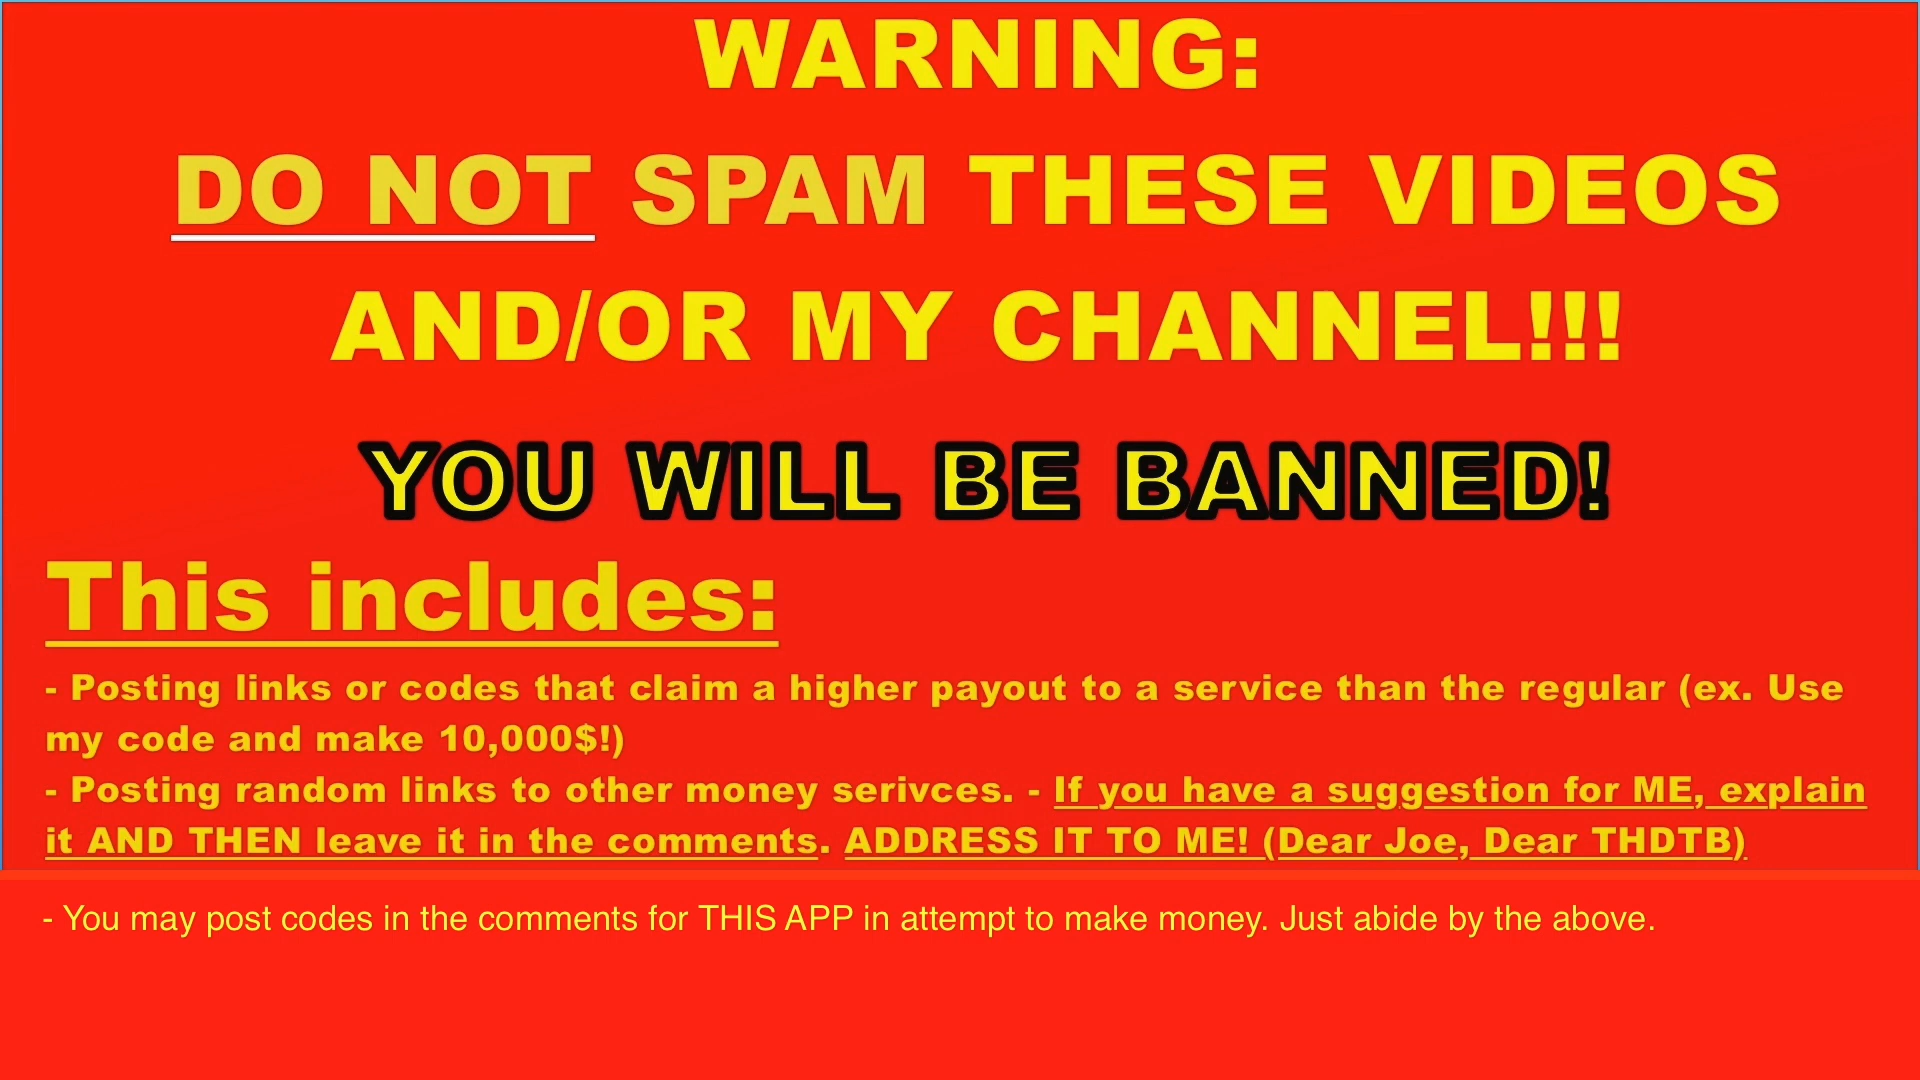 WARNING:
DO NOT SPAM THESE VIDEOS
AND/OR MY CHANNEL!!!
YOU WILL BE BANNED!
This includes:
- Posting links or codes that claim a higher payout to a service than the regular (ex. Use
my code and make 10,000$!)
- Posting random links to other money serivces. - If you have a suggestion for ME, explain
it AND THEN leave it in the comments. ADDRESS IT TO ME! (Dear Joe, Dear THDTB)
- You may post codes in the comments for THIS APP in attempt to make money. Just abide by the above.